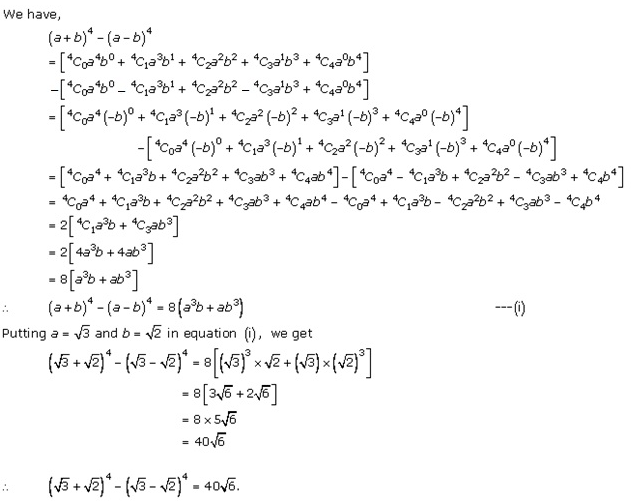 We have,
(a+b)⁴ − (a−b)⁴
= [⁴C₀a⁴b⁰ + ⁴C₁a³b¹ + ⁴C₂a²b² + ⁴C₃a¹b³ + ⁴C₄a⁰b⁴]
−[⁴C₀a⁴b⁰ − ⁴C₁a³b¹ + ⁴C₂a²b² − ⁴C₃a¹b³ + ⁴C₄a⁰b⁴]
= [⁴C₀a⁴(−b)⁰ + ⁴C₁a³(−b)¹ + ⁴C₂a²(−b)² + ⁴C₃a¹(−b)³ + ⁴C₄a⁰(−b)⁴]
−[⁴C₀a⁴(−b)⁰ + ⁴C₁a³(−b)¹ + ⁴C₂a²(−b)² + ⁴C₃a¹(−b)³ + ⁴C₄a⁰(−b)⁴]
= [⁴C₀a⁴ + ⁴C₁a³b + ⁴C₂a²b² + ⁴C₃ab³ + ⁴C₄ab⁴] − [⁴C₀a⁴ − ⁴C₁a³b + ⁴C₂a²b² − ⁴C₃ab³ + ⁴C₄b⁴]
= ⁴C₀a⁴ + ⁴C₁a³b + ⁴C₂a²b² + ⁴C₃ab³ + ⁴C₄ab⁴ − ⁴C₀a⁴ + ⁴C₁a³b − ⁴C₂a²b² + ⁴C₃ab³ − ⁴C₄b⁴
= 2[⁴C₁a³b + ⁴C₃ab³]
= 2[4a³b + 4ab³]
= 8[a³b + ab³]
∴ (a+b)⁴ − (a−b)⁴ = 8(a³b + ab³) ---(i)
Putting a = √3 and b = √2 in equation (i), we get
(√3 + √2)⁴ − (√3 − √2)⁴ = 8[(√3)³ × √2 + (√3) × (√2)³]
= 8[3√6 + 2√6]
= 8 × 5√6
= 40√6
∴ (√3 + √2)⁴ − (√3 − √2)⁴ = 40√6.